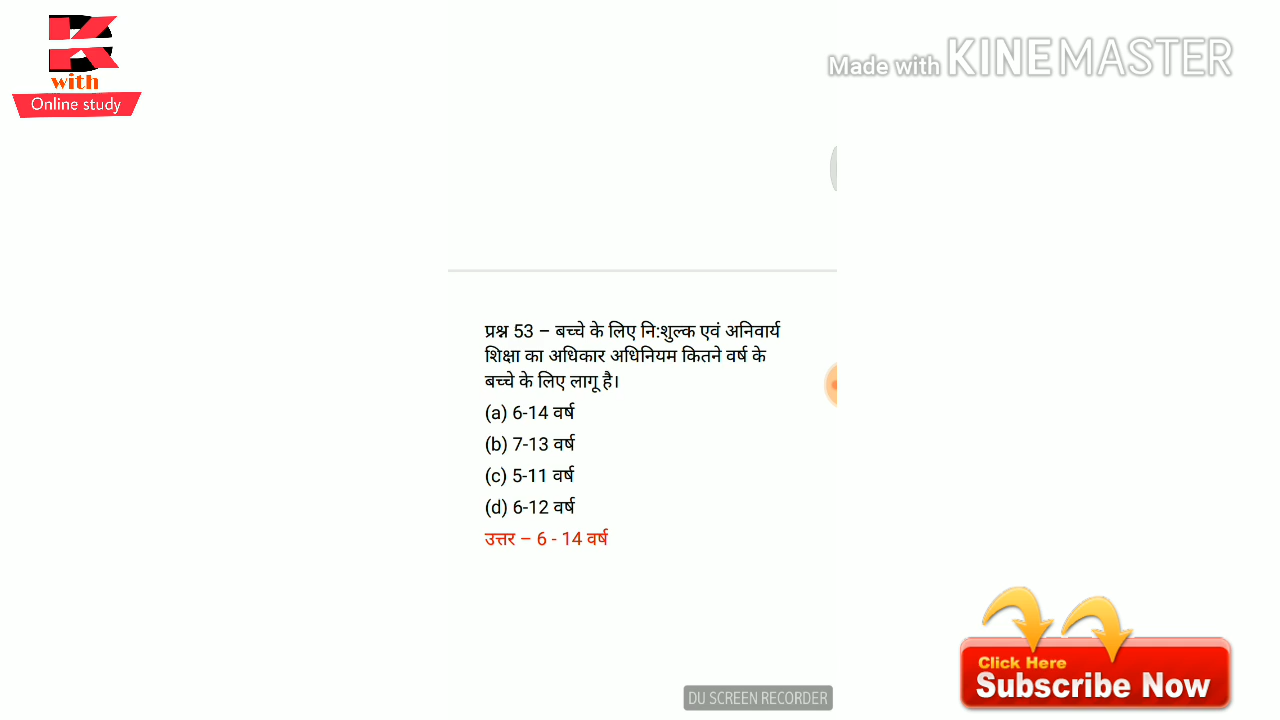 K
with
Online study
Made with KINEMASTER
प्रश्न 53 – बच्चे के लिए नि:शुल्क एवं अनिवार्य
शिक्षा का अधिकार अधिनियम कितने वर्ष के
बच्चे के लिए लागू है।
(a) 6-14 वर्ष
(b) 7-13 वर्ष
(c) 5-11 वर्ष
(d) 6-12 वर्ष
उत्तर – 6 - 14 वर्ष
Click Here
Subscribe Now
DU SCREEN RECORDER